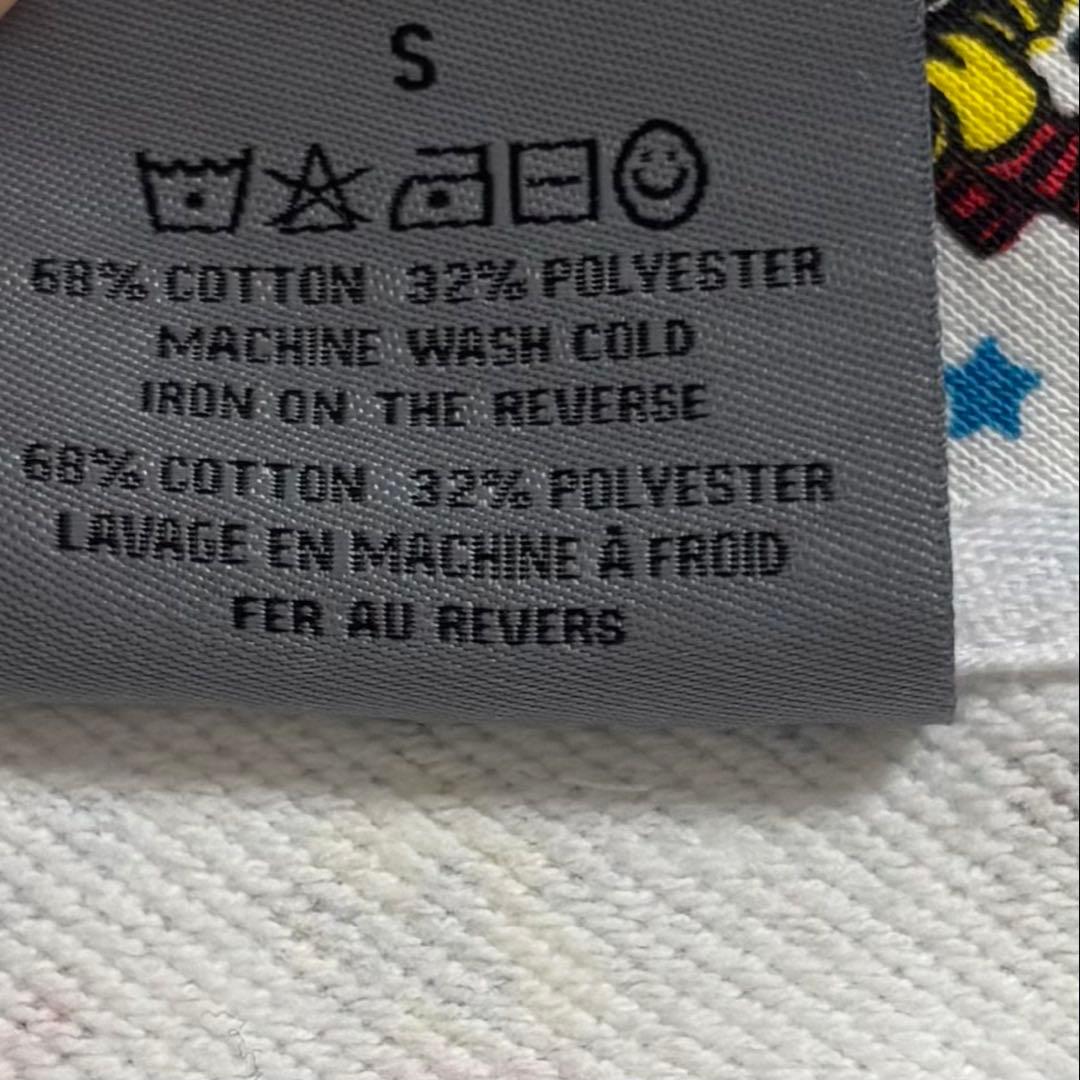 S
68% COTTON 32% POLYESTER
MACHINE WASH COLD
IRON ON THE REVERSE
68% COTTON 32% POLYESTER
LAVAGE EN MACHINE À FROID
FER AU REVERS